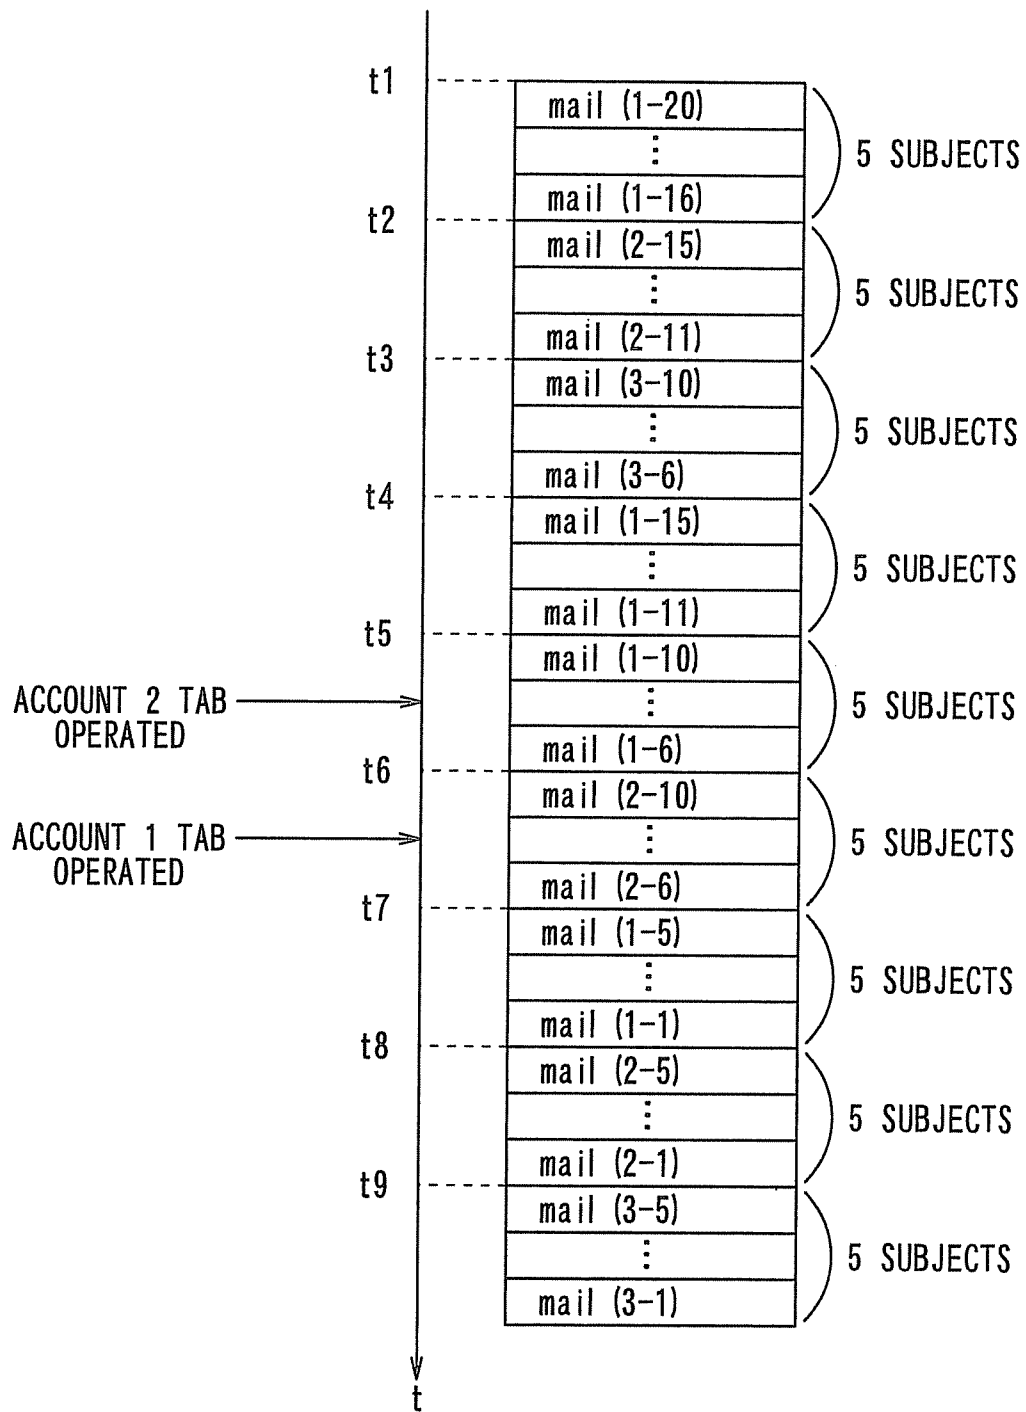 t1
mail (1-20)
⋮
5 SUBJECTS
mail (1-16)
t2
mail (2-15)
⋮
5 SUBJECTS
mail (2-11)
t3
mail (3-10)
⋮
5 SUBJECTS
mail (3-6)
t4
mail (1-15)
⋮
5 SUBJECTS
mail (1-11)
t5
mail (1-10)
ACCOUNT 2 TAB
OPERATED
⋮
5 SUBJECTS
mail (1-6)
t6
mail (2-10)
ACCOUNT 1 TAB
OPERATED
⋮
5 SUBJECTS
mail (2-6)
t7
mail (1-5)
⋮
5 SUBJECTS
mail (1-1)
t8
mail (2-5)
⋮
5 SUBJECTS
mail (2-1)
t9
mail (3-5)
⋮
5 SUBJECTS
mail (3-1)
t